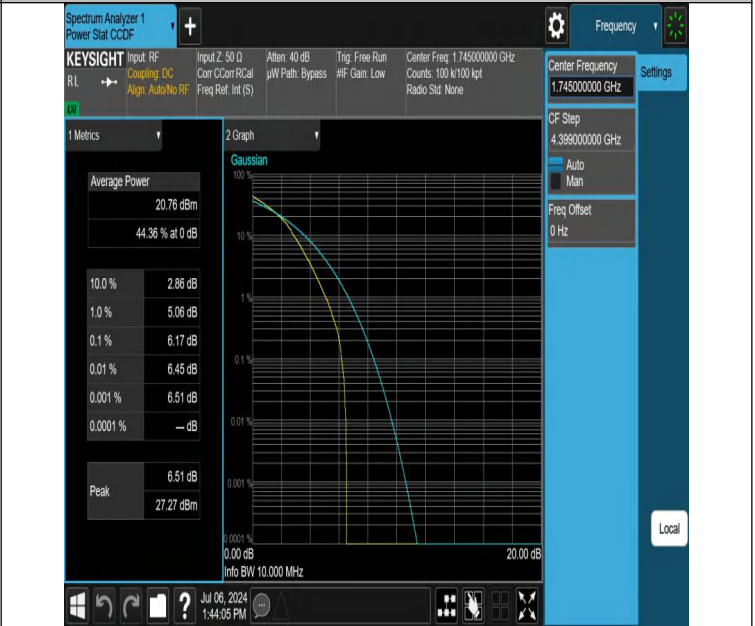 Spectrum Analyzer 1
Power Stat CCDF
+
Frequency
KEYSIGHT Input: RF
RL
Coupling: DC
Align: Auto/No RF
Input Z: 50 Ω
Corr CCorr RCal
Freq Ref: Int (S)
Atten: 40 dB
µW Path: Bypass
Trig: Free Run
#IF Gain: Low
Center Freq: 1.745000000 GHz
Counts: 100 k/100 kpt
Radio Std: None
Center Frequency
1.745000000 GHz
Settings
CF Step
4.399000000 GHz
Auto
Man
Freq Offset
0 Hz
1 Metrics
Average Power
20.76 dBm
44.36 % at 0 dB
10.0 % 2.86 dB
1.0 % 5.06 dB
0.1 % 6.17 dB
0.01 % 6.45 dB
0.001 % 6.51 dB
0.0001 % --- dB
Peak
6.51 dB
27.27 dBm
2 Graph
Gaussian
100 %
10 %
1 %
0.1 %
0.01 %
0.001 %
0.0001 %
0.00 dB 20.00 dB
Info BW 10.000 MHz
Local
? Jul 06, 2024
1:44:05 PM